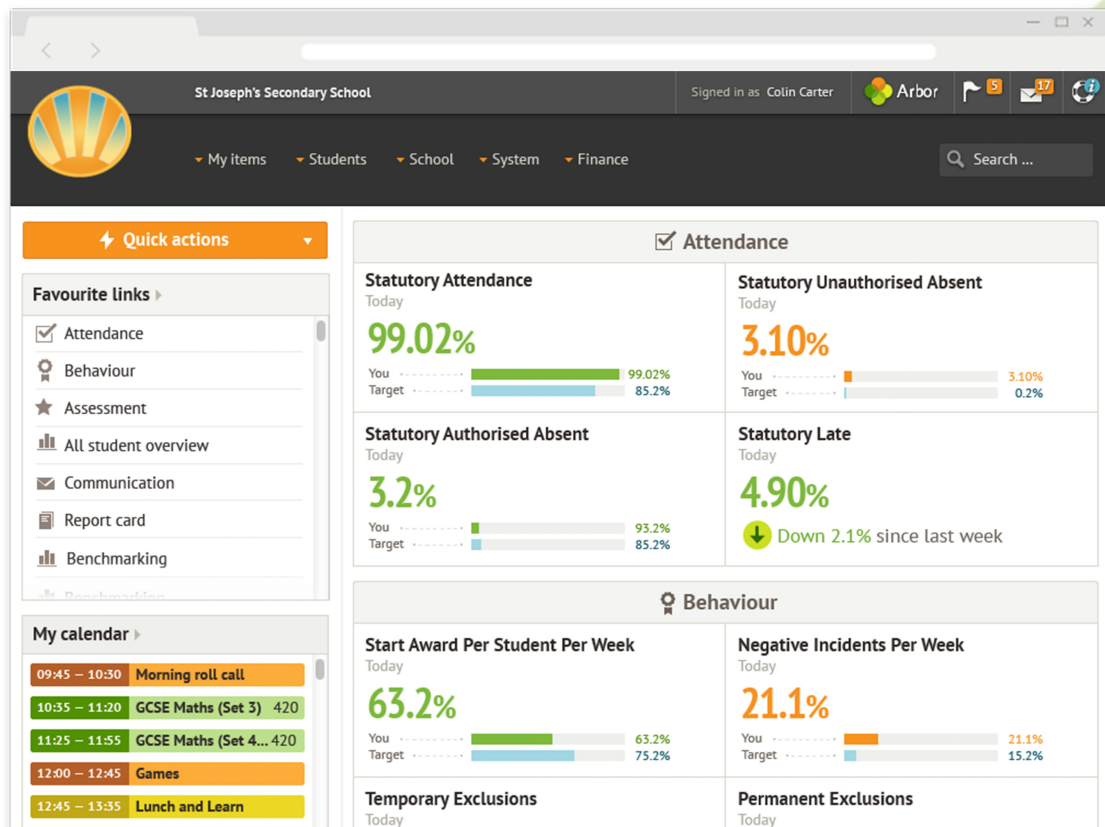 St Joseph's Secondary School
Signed in as Colin Carter
Arbor
5
17
i
My items
Students
School
System
Finance
Search ...
Quick actions
Favourite links
Attendance
Behaviour
Assessment
All student overview
Communication
Report card
Benchmarking
Benchmarking
My calendar
09:45 – 10:30 Morning roll call
10:35 – 11:20 GCSE Maths (Set 3) 420
11:25 – 11:55 GCSE Maths (Set 4... 420
12:00 – 12:45 Games
12:45 – 13:35 Lunch and Learn
Attendance
Statutory Attendance
Today
99.02%
You 99.02%
Target 85.2%
Statutory Unauthorised Absent
Today
3.10%
You 3.10%
Target 0.2%
Statutory Authorised Absent
Today
3.2%
You 93.2%
Target 85.2%
Statutory Late
Today
4.90%
Down 2.1% since last week
Behaviour
Start Award Per Student Per Week
Today
63.2%
You 63.2%
Target 75.2%
Negative Incidents Per Week
Today
21.1%
You 21.1%
Target 15.2%
Temporary Exclusions
Today
Permanent Exclusions
Today